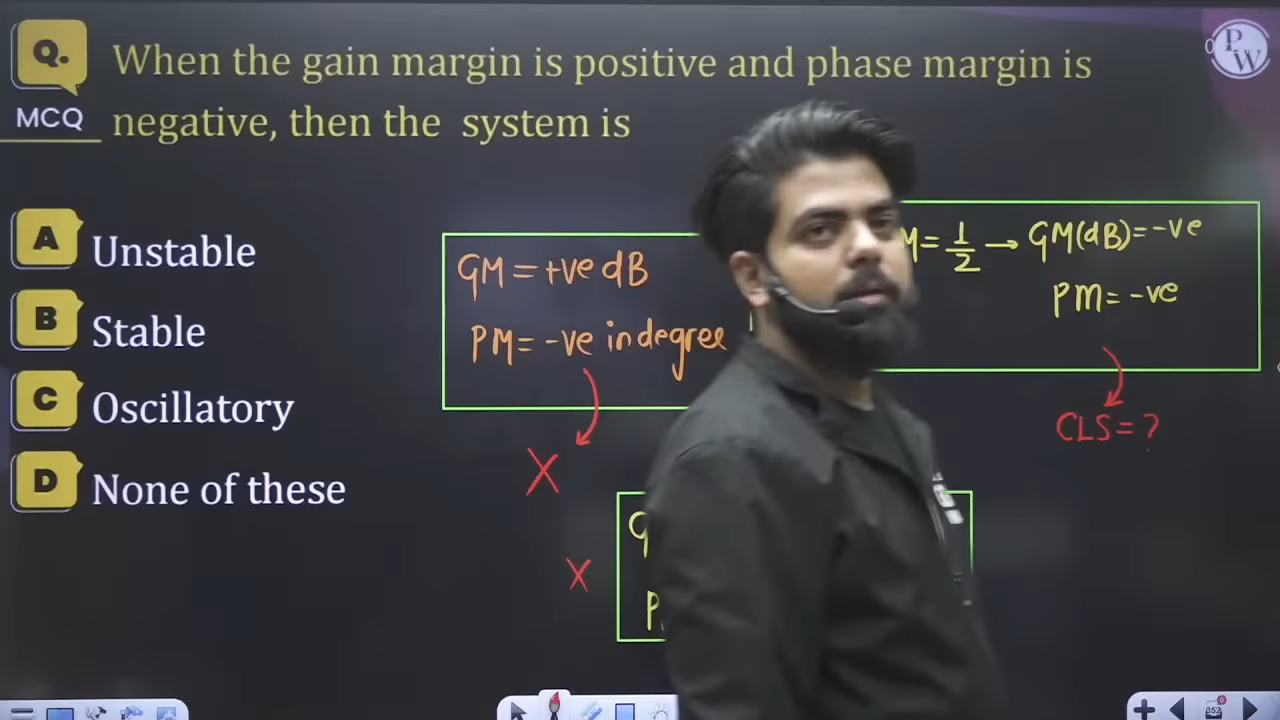 Q.
MCQ
When the gain margin is positive and phase margin is
negative, then the system is
PW
A Unstable
B Stable
C Oscillatory
D None of these
GM = +ve dB
PM = -ve in degree
X
= 1/2 → GM(dB) = -ve
PM = -ve
CLS = ?
X